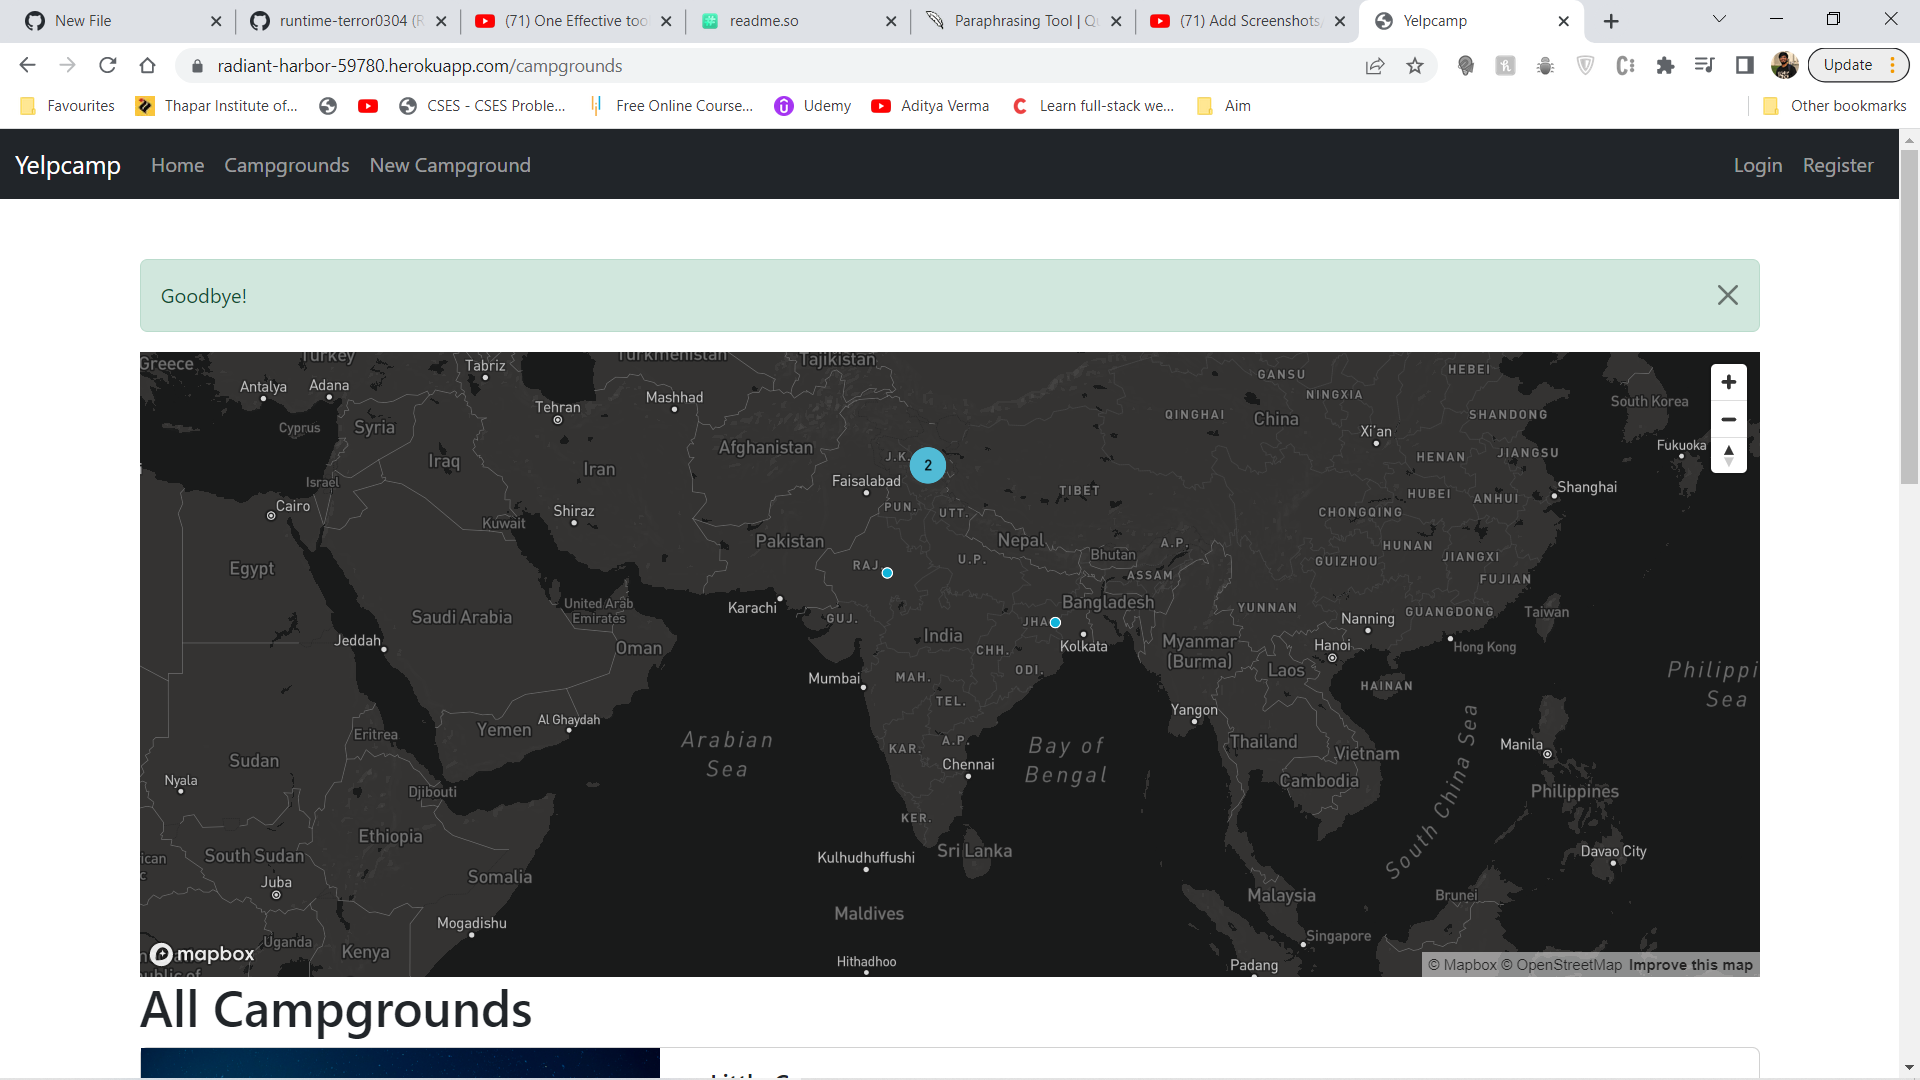 New File
runtime-terror0304 (R
(71) One Effective too
readme.so
Paraphrasing Tool | Qu
(71) Add Screenshots/
Yelpcamp
radiant-harbor-59780.herokuapp.com/campgrounds
Update
Favourites
Thapar Institute of...
CSES - CSES Proble...
Free Online Course...
Udemy
Aditya Verma
Learn full-stack we...
Aim
Other bookmarks
Yelpcamp Home Campgrounds New Campground Login Register
Goodbye!
Greece
Turkey
Tabriz
Turkmenistan
Tajikistan
GANSU
HEBEI
Antalya
Adana
Mashhad
NINGXIA
South Korea
Tehran
QINGHAI
China
SHANDONG
Cyprus
Syria
Xi'an
Afghanistan
Fukuoka
Iraq
Iran
J.K.
2
HENAN
JIANGSU
Israel
Faisalabad
TIBET
HUBEI
ANHUI
Shanghai
Cairo
Shiraz
PUN.
UTT.
CHONGQING
Kuwait
Pakistan
Nepal
Bhutan
A.P.
HUNAN
JIANGXI
Egypt
RAJ.
U.P.
ASSAM
GUIZHOU
FUJIAN
United Arab
Emirates
Karachi
Bangladesh
YUNNAN
GUANGDONG
Taiwan
Saudi Arabia
GUJ.
JHA
Nanning
Jeddah
Oman
India
Kolkata
Myanmar
(Burma)
Hanoi
Hong Kong
CHH.
ODI.
Laos
Philippi
Sea
Mumbai
MAH.
HAINAN
TEL.
Yangon
Al Ghaydah
Yemen
Eritrea
Arabian
Sea
KAR.
A.P.
Bay of
Bengal
Thailand
Vietnam
South China Sea
Manila
Sudan
Chennai
Nyala
Cambodia
Djibouti
Philippines
Ethiopia
KER.
South Sudan
Kulhudhuffushi
Sri Lanka
Davao City
ican
c
Juba
Somalia
Malaysia
Brunei
Mogadishu
Maldives
Uganda
Kenya
Singapore
mapbox
Hithadhoo
Padang
© Mapbox © OpenStreetMap Improve this map
All Campgrounds